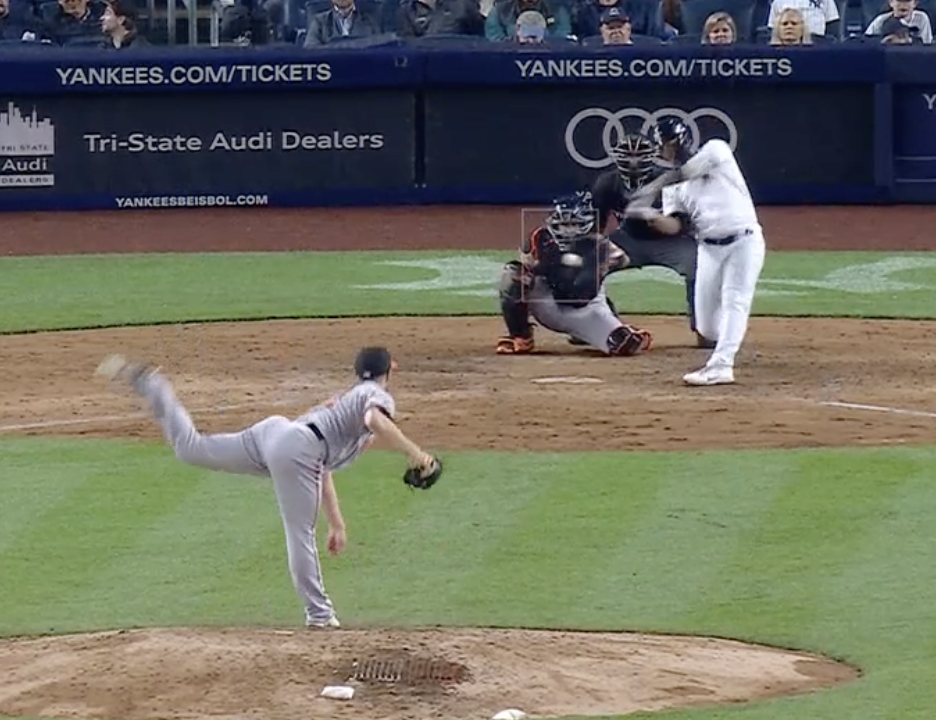 YANKEES.COM/TICKETS
YANKEES.COM/TICKETS
Y
TRI STATE
Audi
DEALERS
Tri-State Audi Dealers
YANKEESBEISBOL.COM